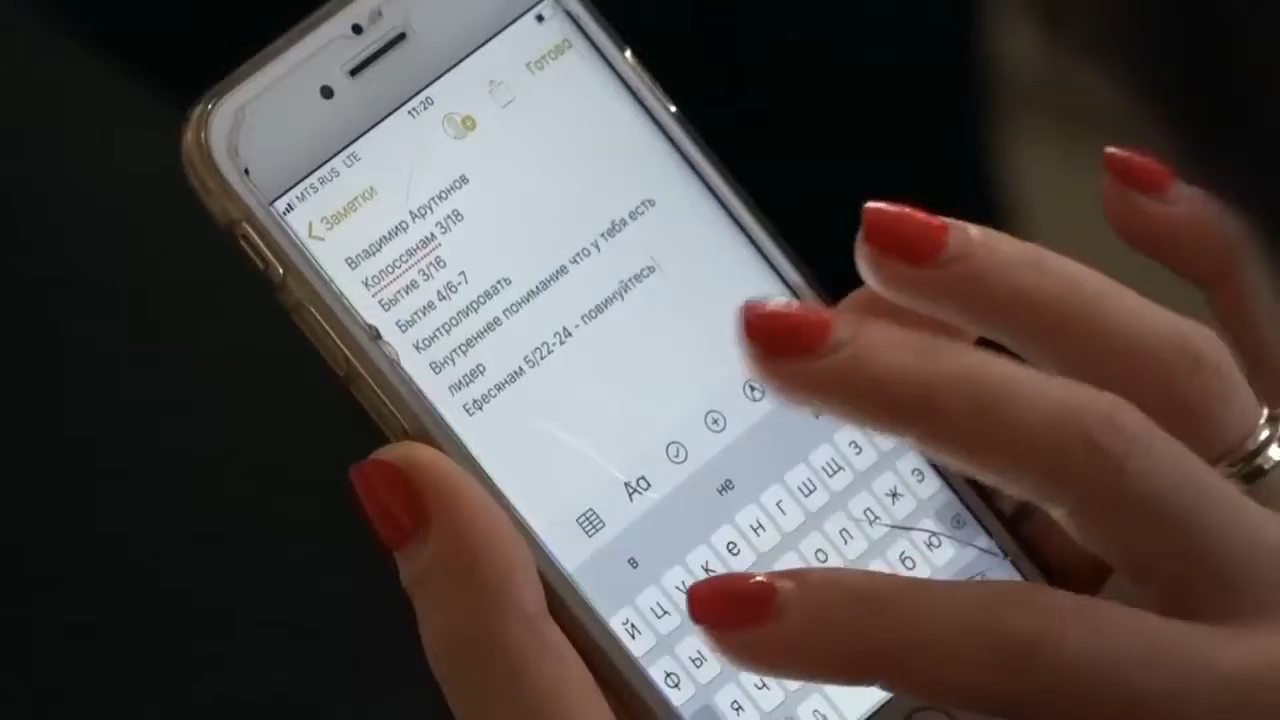 MTS RUS LTE 11:20
Заметки Готово
Владимир Арутюнов
Колоссянам 3/18
Бытие 3/16
Бытие 4/6-7
Контролировать
Внутреннее понимание что у тебя есть
лидер
Ефесянам 5/22-24 - повинуйтесь
Aa
в не
й ц у к е н г ш щ з
ф ы о л д ж э
я ч б ю